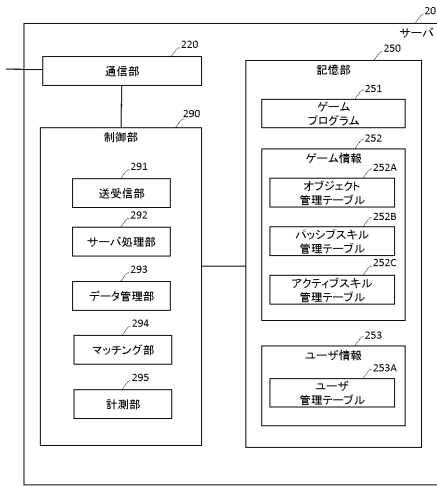 20
サーバ
220
通信部
290
制御部
291
送受信部
292
サーバ処理部
293
データ管理部
294
マッチング部
295
計測部
250
記憶部
251
ゲーム
プログラム
252
ゲーム情報
252A
オブジェクト
管理テーブル
252B
パッシブスキル
管理テーブル
252C
アクティブスキル
管理テーブル
253
ユーザ情報
253A
ユーザ
管理テーブル